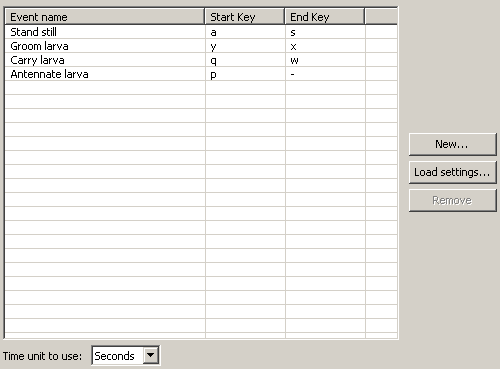 Event name Start Key End Key
Stand still a s
Groom larva y x
Carry larva q w
Antennate larva p -
New...
Load settings...
Remove
Time unit to use: Seconds